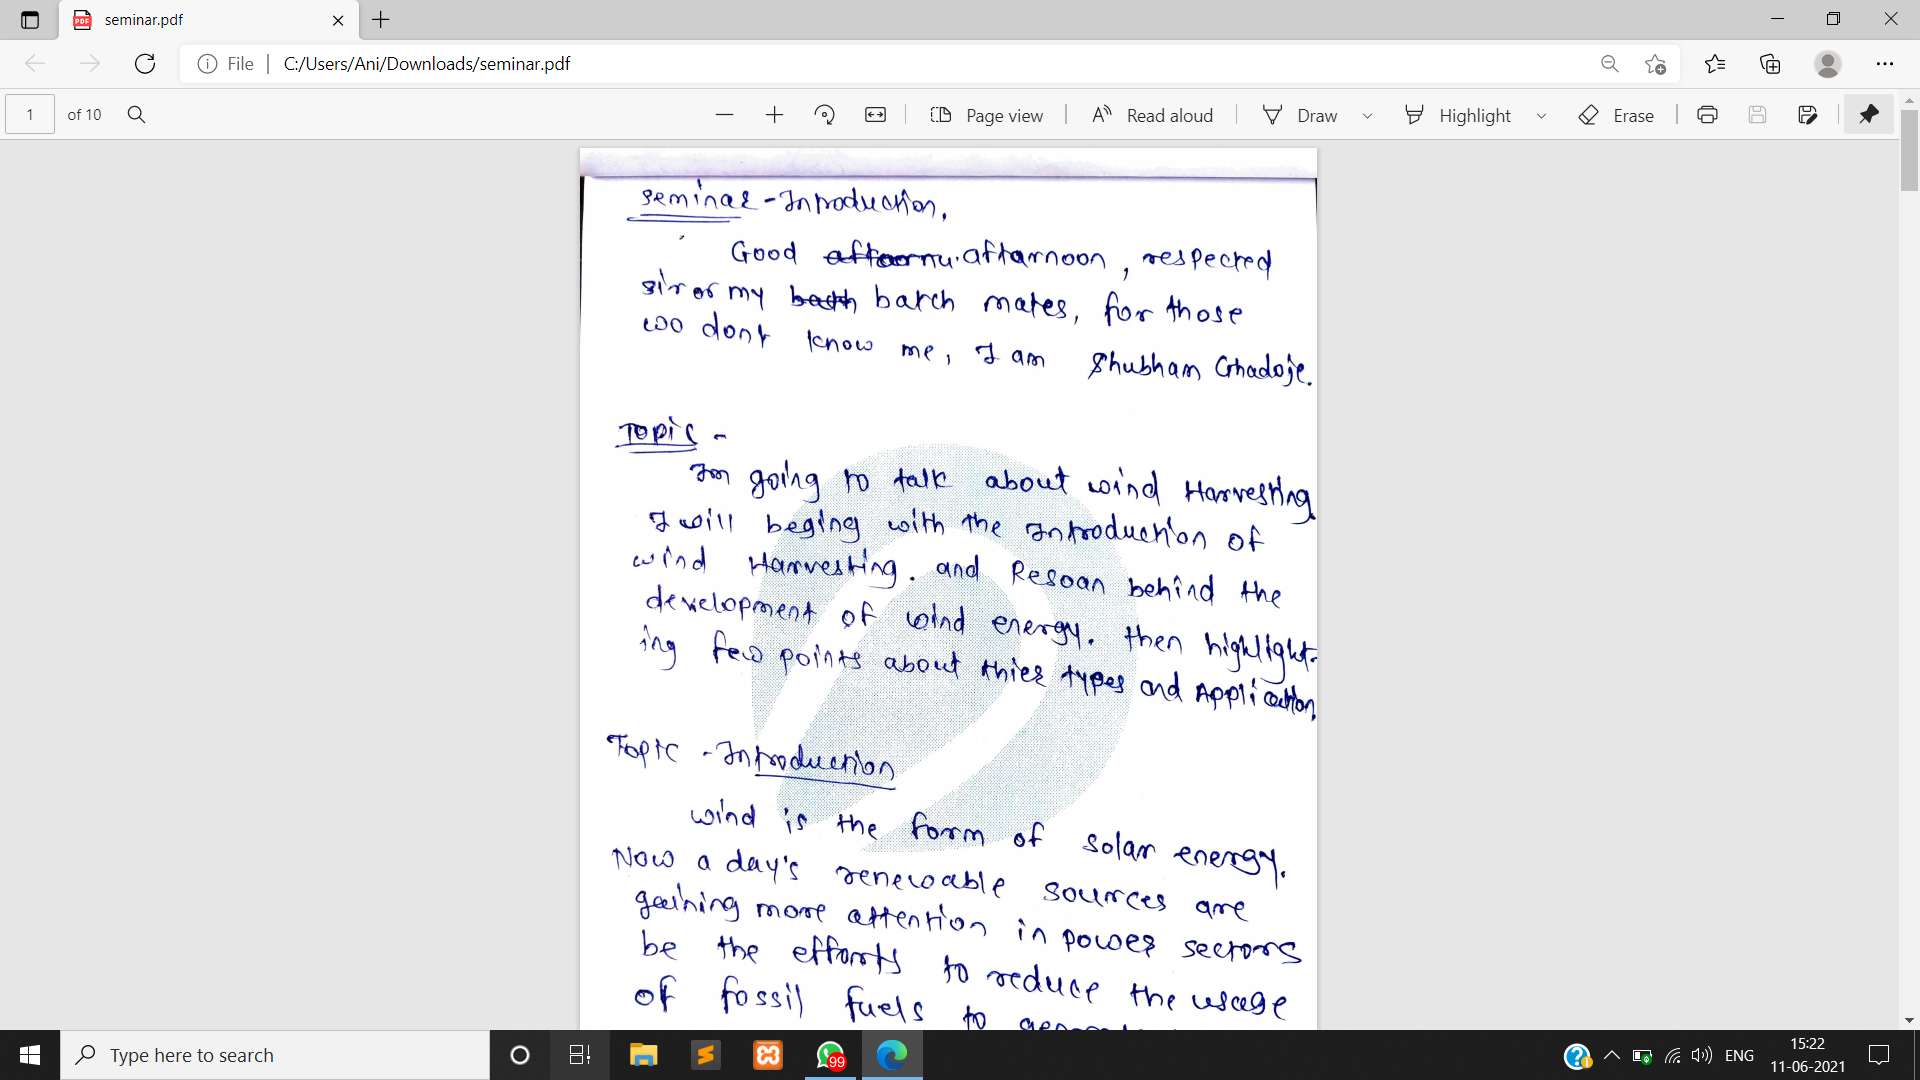 seminar.pdf
File
C:/Users/Ani/Downloads/seminar.pdf
1 of 10
Page view
Read aloud
Draw
Highlight
Erase
Seminar - Introduction.
Good afternoon, respected
sir or my batch mates, for those
woo dont know me, I am Shubham Ghadoje.
Topic -
Im going to talk about wind Harvesting
I will beging with the Introduction of
wind Harvesting. and Resoan behind the
development of wind energy. then highlight-
ing few points about thier types and Application.
Topic - Introduction
wind is the form of solar energy.
Now a day's renewable sources are
gaining more attention in power sectors
be the efforts to reduce the usage
of fossil fuels to
Type here to search
99
ENG
15:22
11-06-2021